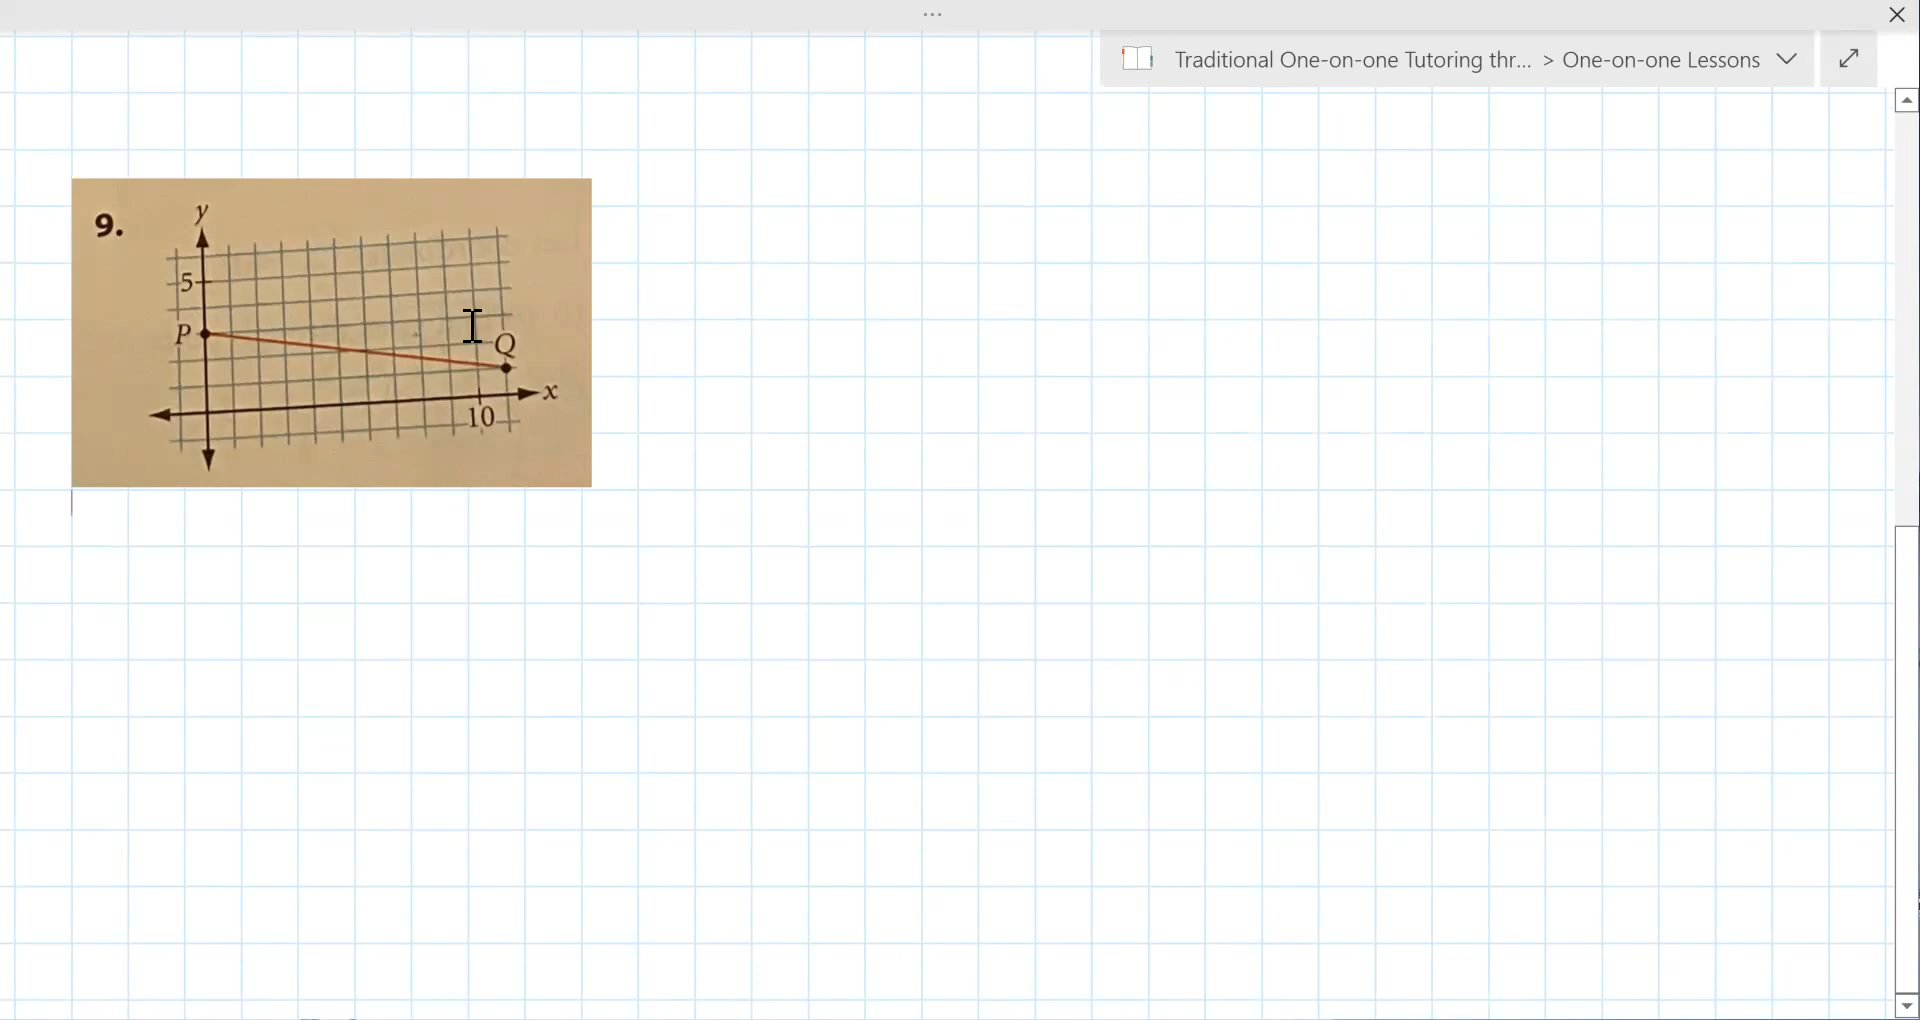 ...
Traditional One-on-one Tutoring thr... > One-on-one Lessons
9.
y
5
P
Q
x
10